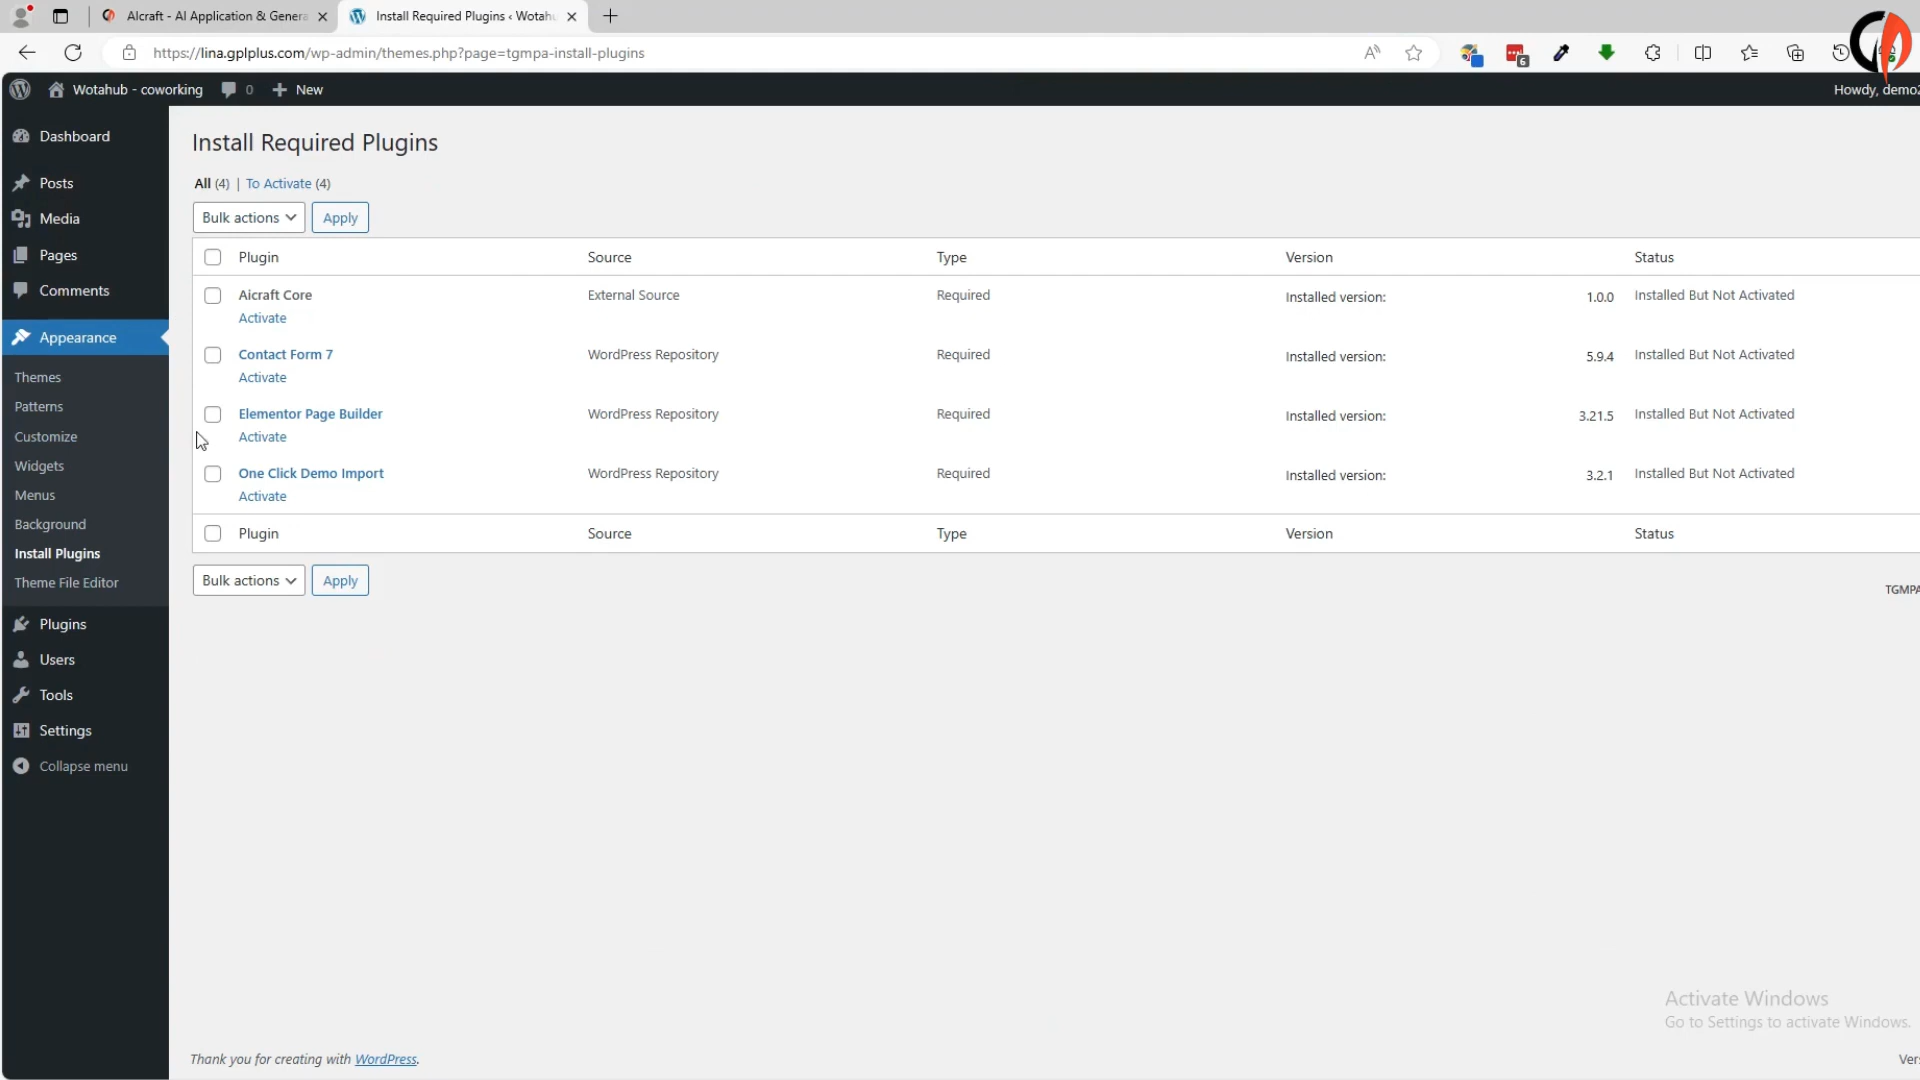 AIcraft - AI Application & Genera
Install Required Plugins ‹ Wotahu
https://lina.gplplus.com/wp-admin/themes.php?page=tgmpa-install-plugins
6
Wotahub - coworking
0
New
Howdy, demo2
Dashboard
Posts
Media
Pages
Comments
Appearance
Themes
Patterns
Customize
Widgets
Menus
Background
Install Plugins
Theme File Editor
Plugins
Users
Tools
Settings
Collapse menu
Install Required Plugins
All (4) | To Activate (4)
Bulk actions Apply
Plugin Source Type Version Status
Aicraft Core External Source Required Installed version: 1.0.0 Installed But Not Activated
Activate
Contact Form 7 WordPress Repository Required Installed version: 5.9.4 Installed But Not Activated
Activate
Elementor Page Builder WordPress Repository Required Installed version: 3.21.5 Installed But Not Activated
Activate
One Click Demo Import WordPress Repository Required Installed version: 3.2.1 Installed But Not Activated
Activate
Plugin Source Type Version Status
Bulk actions Apply
TGMPA
Activate Windows
Go to Settings to activate Windows.
Thank you for creating with WordPress.
Vers